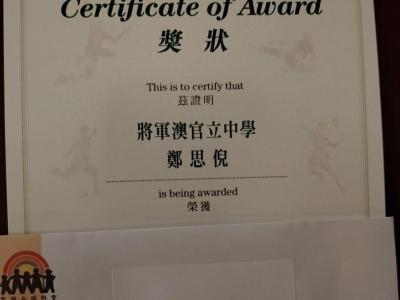 Certificate of Award
獎狀
This is to certify that
茲證明
將軍澳官立中學
鄭思倪
is being awarded
榮獲